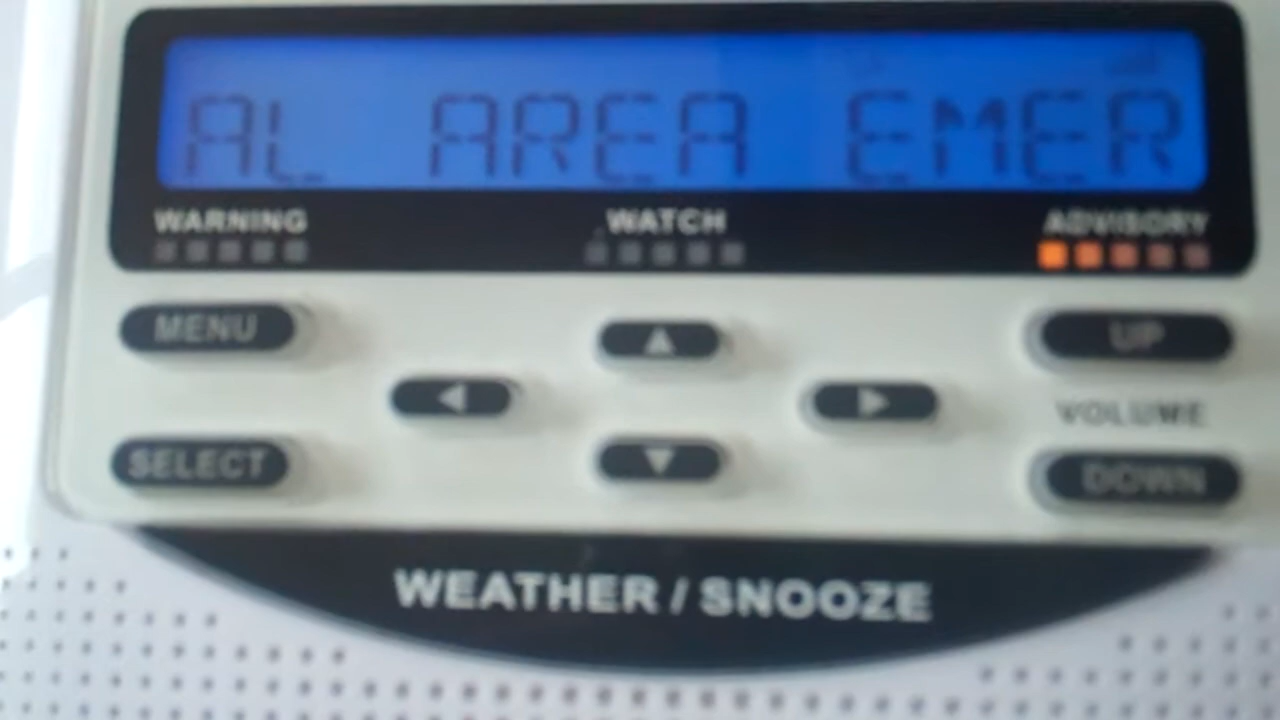 AL AREA EMER
WARNING WATCH ADVISORY
MENU UP
VOLUME
SELECT DOWN
WEATHER / SNOOZE